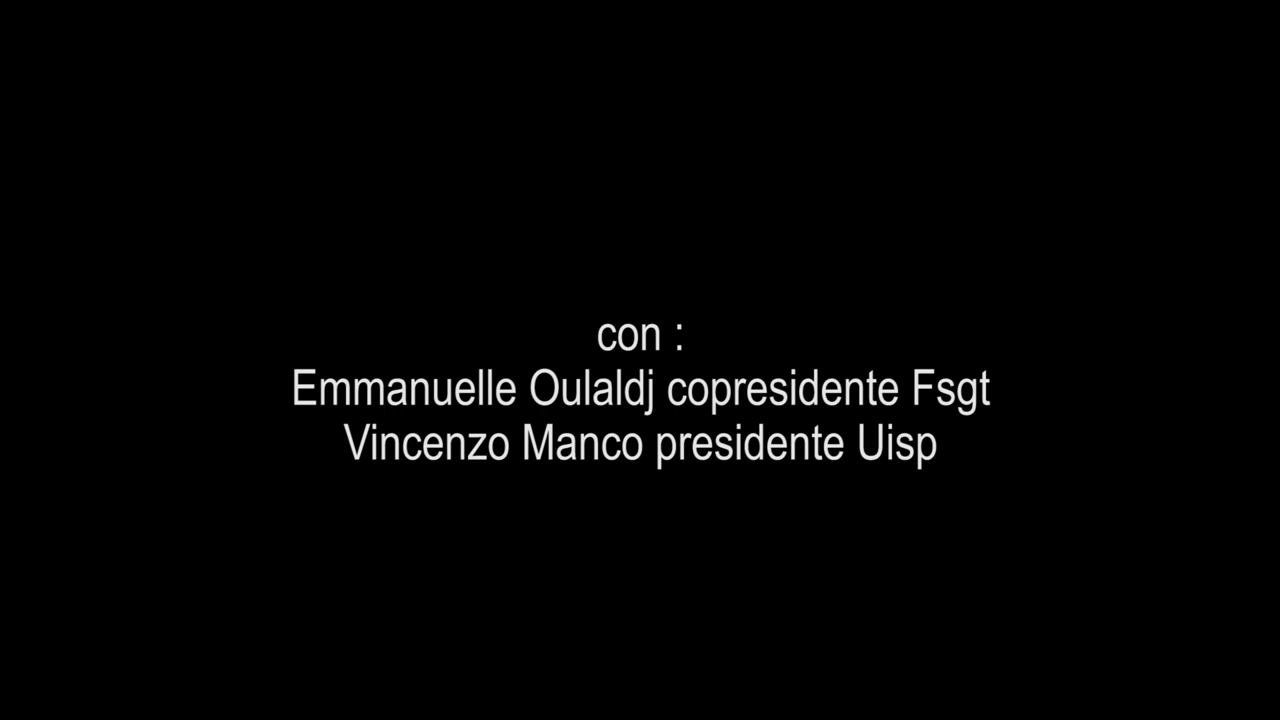 con :
Emmanuelle Oulaldj copresidente Fsgt
Vincenzo Manco presidente Uisp